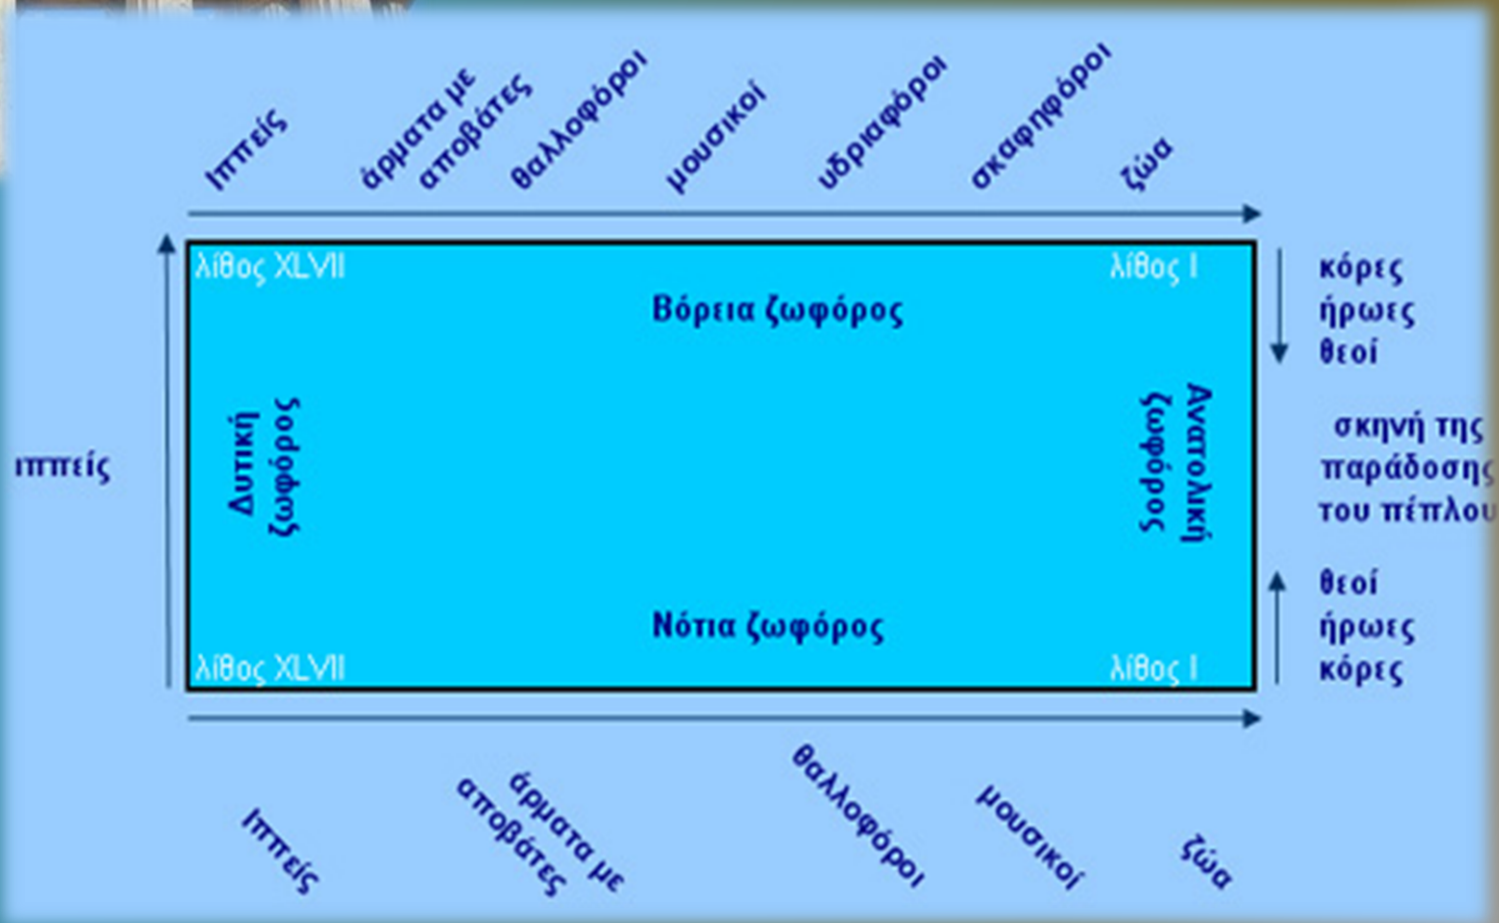 Ιππείς
άρματα με
αποβάτες
θαλλοφόροι
μουσικοί
υδριαφόροι
σκαφηφόροι
ζώα
λίθος XLVII
λίθος I
Βόρεια ζωφόρος
κόρες
ήρωες
θεοί
ιππείς
Δυτική
ζωφόρος
Ανατολική
ζωφόρος
σκηνή της
παράδοσης
του πέπλου
Νότια ζωφόρος
θεοί
ήρωες
κόρες
λίθος XLVII
λίθος I
Ιππείς
άρματα με
αποβάτες
θαλλοφόροι
μουσικοί
ζώα